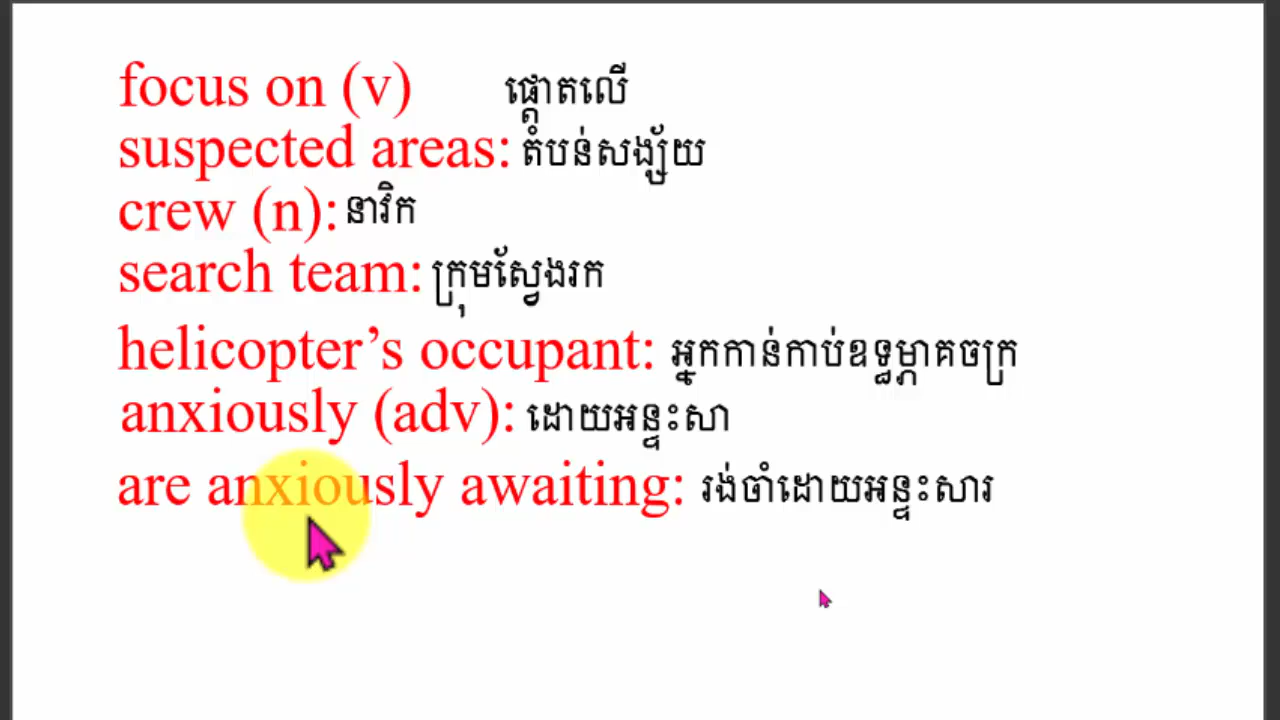 focus on (v) ផ្តោតលើ
suspected areas: តំបន់សង្ស័យ
crew (n): នាវិក
search team: ក្រុមស្វែងរក
helicopter’s occupant: អ្នកកាន់កាប់ឧទ្ធម្ភាគចក្រ
anxiously (adv): ដោយអន្ទះសា
are anxiously awaiting: រង់ចាំដោយអន្ទះសារ